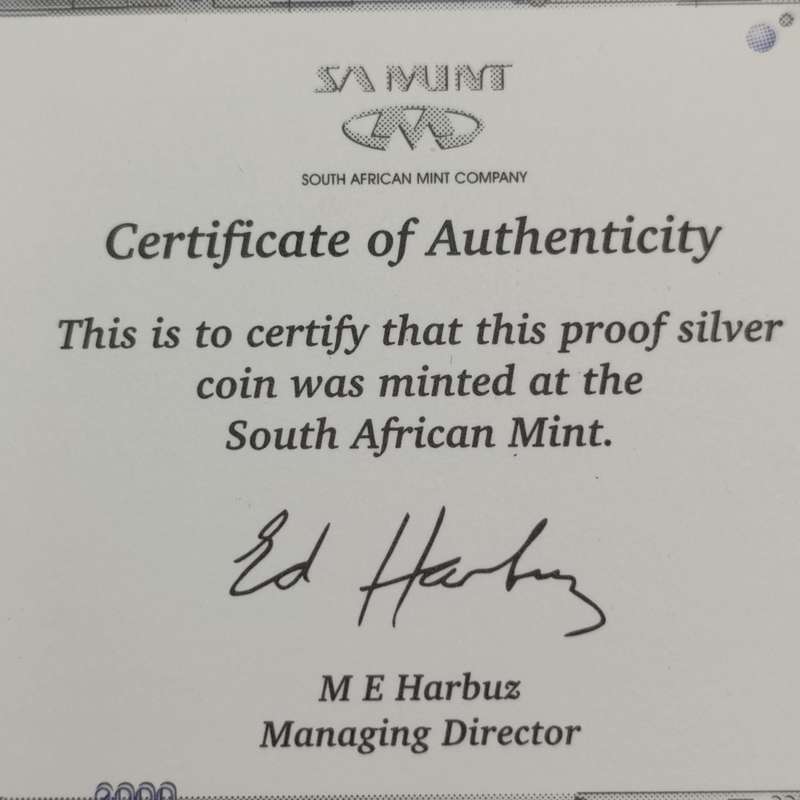 SA MINT
SOUTH AFRICAN MINT COMPANY
Certificate of Authenticity
This is to certify that this proof silver
coin was minted at the
South African Mint.
Ed Harbuz
M E Harbuz
Managing Director
2000